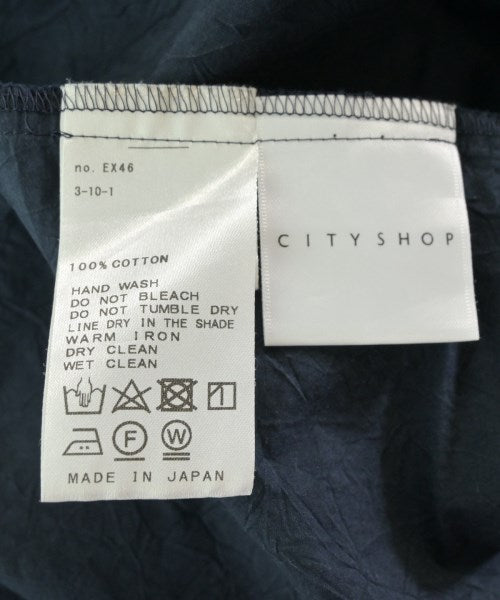 no. EX46
3-10-1
100% COTTON
HAND WASH
DO NOT BLEACH
DO NOT TUMBLE DRY
LINE DRY IN THE SHADE
WARM IRON
DRY CLEAN
WET CLEAN
F
W
MADE IN JAPAN
CITYSHOP